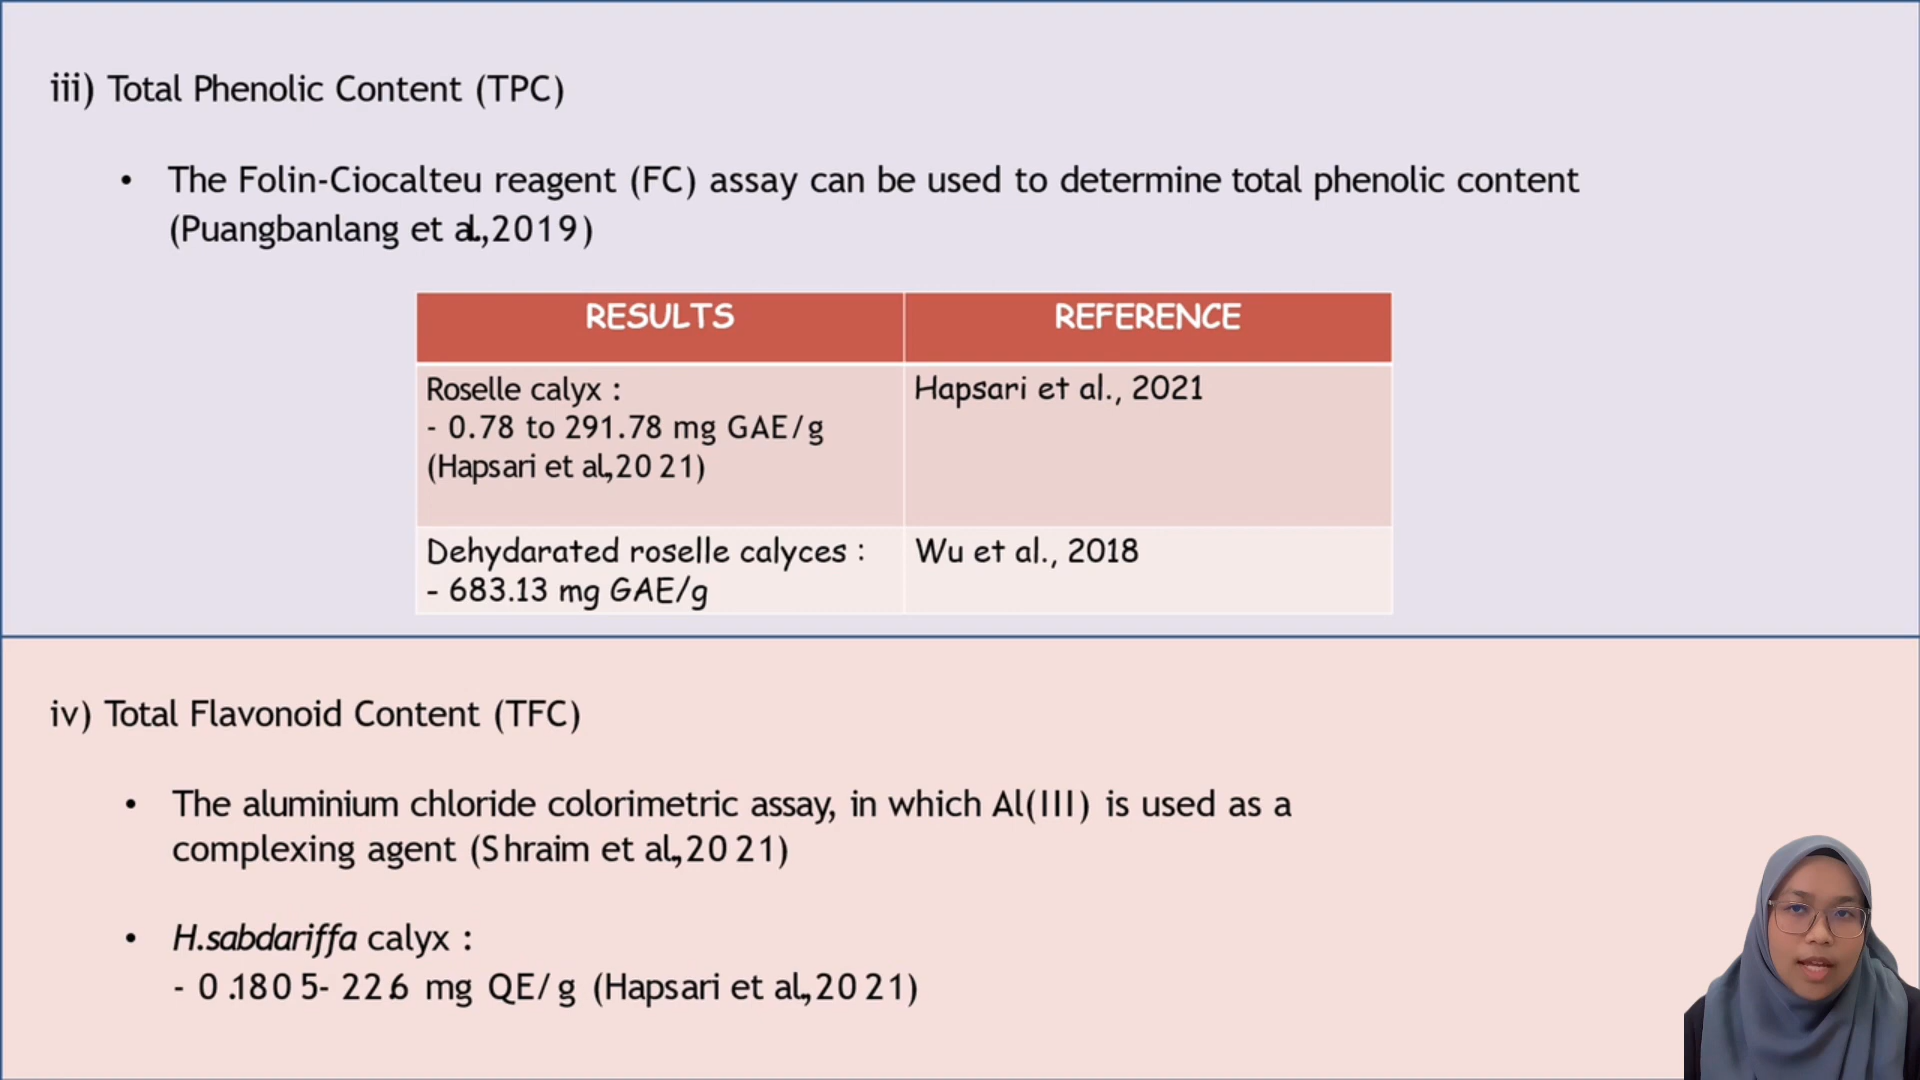 iii) Total Phenolic Content (TPC)
• The Folin-Ciocalteu reagent (FC) assay can be used to determine total phenolic content
(Puangbanlang et al.,2019)
RESULTS REFERENCE
Roselle calyx : Hapsari et al., 2021
- 0.78 to 291.78 mg GAE/g
(Hapsari et al.,2021)
Dehydarated roselle calyces : Wu et al., 2018
- 683.13 mg GAE/g
iv) Total Flavonoid Content (TFC)
• The aluminium chloride colorimetric assay, in which Al(III) is used as a
complexing agent (Shraim et al.,2021)
• H.sabdariffa calyx :
- 0.1805- 22.6 mg QE/g (Hapsari et al.,2021)